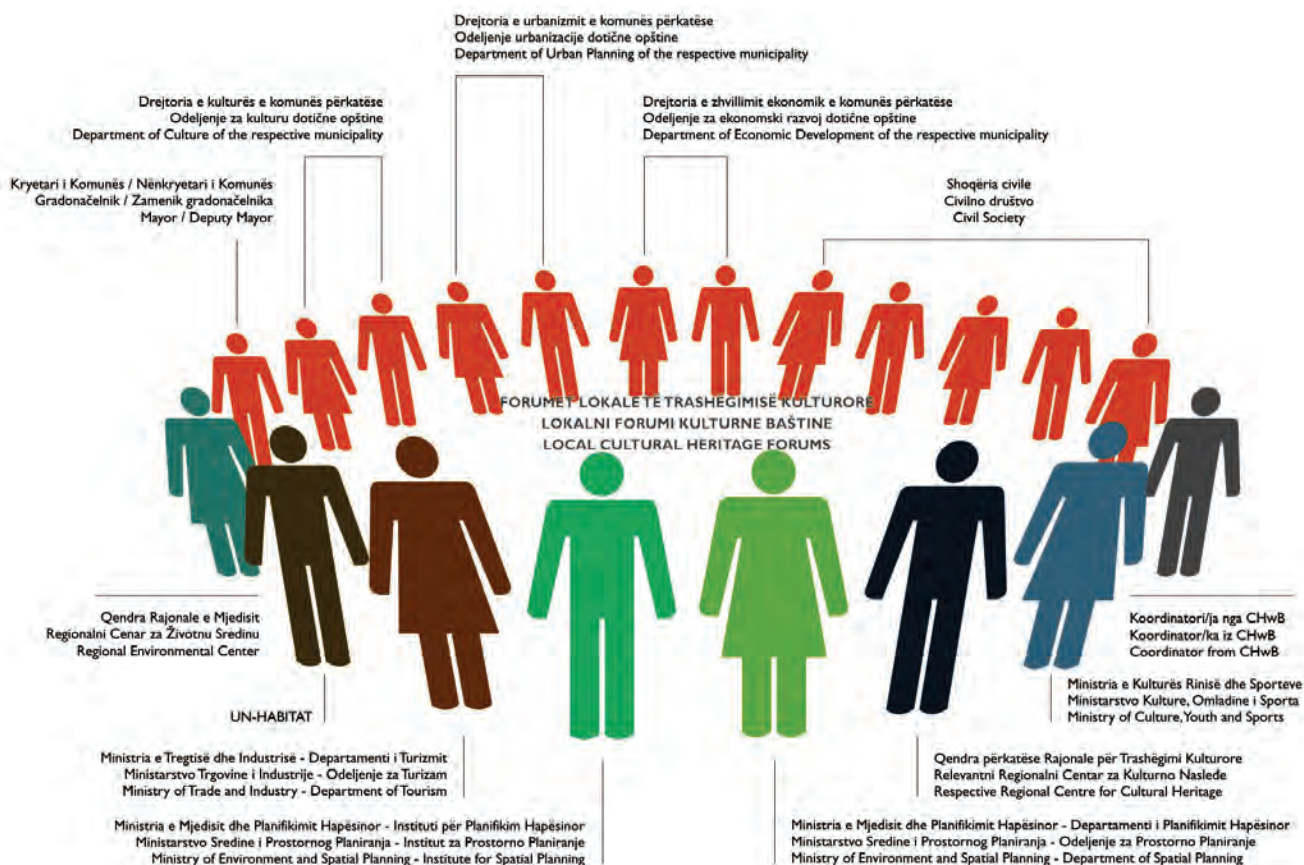 Drejtoria e urbanizmit e komunës përkatëse
Odeljenje urbanizacije dotične opštine
Department of Urban Planning of the respective municipality
Drejtoria e kulturës e komunës përkatëse
Odeljenje za kulturu dotične opštine
Department of Culture of the respective municipality
Drejtoria e zhvillimit ekonomik e komunës përkatëse
Odeljenje za ekonomski razvoj dotične opštine
Department of Economic Development of the respective municipality
Kryetari i Komunës / Nënkryetari i Komunës
Gradonačelnik / Zamenik gradonačelnika
Mayor / Deputy Mayor
Shoqëria civile
Civilno društvo
Civil Society
FORUMET LOKALE TË TRASHËGIMISË KULTURORE
LOKALNI FORUMI KULTURNE BAŠTINE
LOCAL CULTURAL HERITAGE FORUMS
Qendra Rajonale e Mjedisit
Regionalni Cenar za Životnu Sredinu
Regional Environmental Center
Koordinatori/ja nga CHwB
Koordinator/ka iz CHwB
Coordinator from CHwB
UN-HABITAT
Ministria e Kulturës Rinisë dhe Sporteve
Ministarstvo Kulture, Omladine i Sporta
Ministry of Culture, Youth and Sports
Ministria e Tregtisë dhe Industrisë - Departamenti i Turizmit
Ministarstvo Trgovine i Industrije - Odeljenje za Turizam
Ministry of Trade and Industry - Department of Tourism
Qendra përkatëse Rajonale për Trashëgimi Kulturore
Relevantni Regionalni Centar za Kulturno Naslede
Respective Regional Centre for Cultural Heritage
Ministria e Mjedisit dhe Planifikimit Hapësinor - Instituti për Planifikim Hapësinor
Ministarstvo Sredine i Prostornog Planiranja - Institut za Prostorno Planiranje
Ministry of Environment and Spatial Planning - Institute for Spatial Planning
Ministria e Mjedisit dhe Planifikimit Hapësinor - Departamenti i Planifikimit Hapësinor
Ministarstvo Sredine i Prostornog Planiranja - Odeljenje za Prostorno Planiranje
Ministry of Environment and Spatial Planning - Department of Spatial Planning